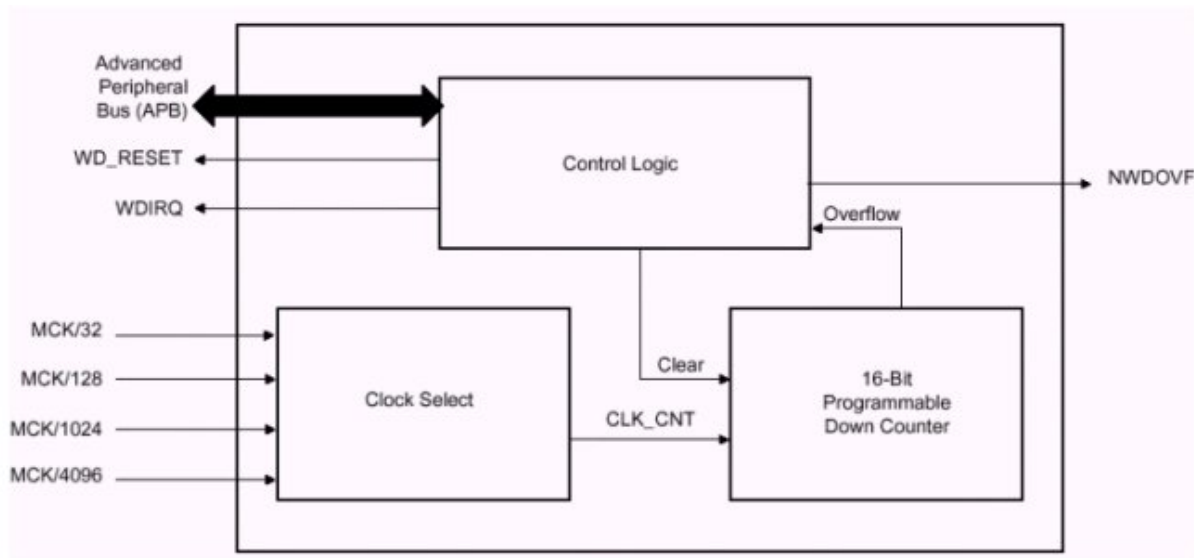 Advanced
Peripheral
Bus (APB)
WD_RESET
WDIRQ
Control Logic
NWDOVF
Overflow
MCK/32
MCK/128
MCK/1024
MCK/4096
Clock Select
Clear
CLK_CNT
16-Bit
Programmable
Down Counter